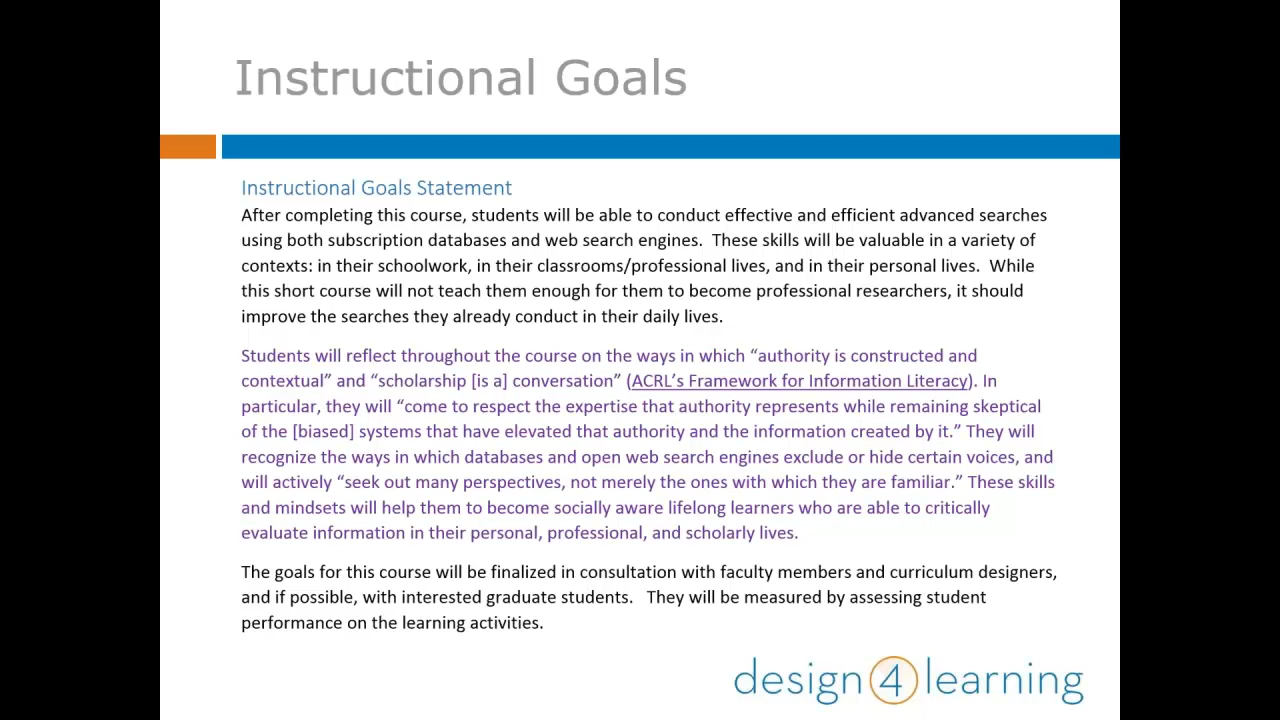 Instructional Goals
Instructional Goals Statement
After completing this course, students will be able to conduct effective and efficient advanced searches
using both subscription databases and web search engines.  These skills will be valuable in a variety of
contexts: in their schoolwork, in their classrooms/professional lives, and in their personal lives.  While
this short course will not teach them enough for them to become professional researchers, it should
improve the searches they already conduct in their daily lives.
Students will reflect throughout the course on the ways in which “authority is constructed and
contextual” and “scholarship [is a] conversation” (ACRL’s Framework for Information Literacy). In
particular, they will “come to respect the expertise that authority represents while remaining skeptical
of the [biased] systems that have elevated that authority and the information created by it.” They will
recognize the ways in which databases and open web search engines exclude or hide certain voices, and
will actively “seek out many perspectives, not merely the ones with which they are familiar.” These skills
and mindsets will help them to become socially aware lifelong learners who are able to critically
evaluate information in their personal, professional, and scholarly lives.
The goals for this course will be finalized in consultation with faculty members and curriculum designers,
and if possible, with interested graduate students.   They will be measured by assessing student
performance on the learning activities.
design 4 learning